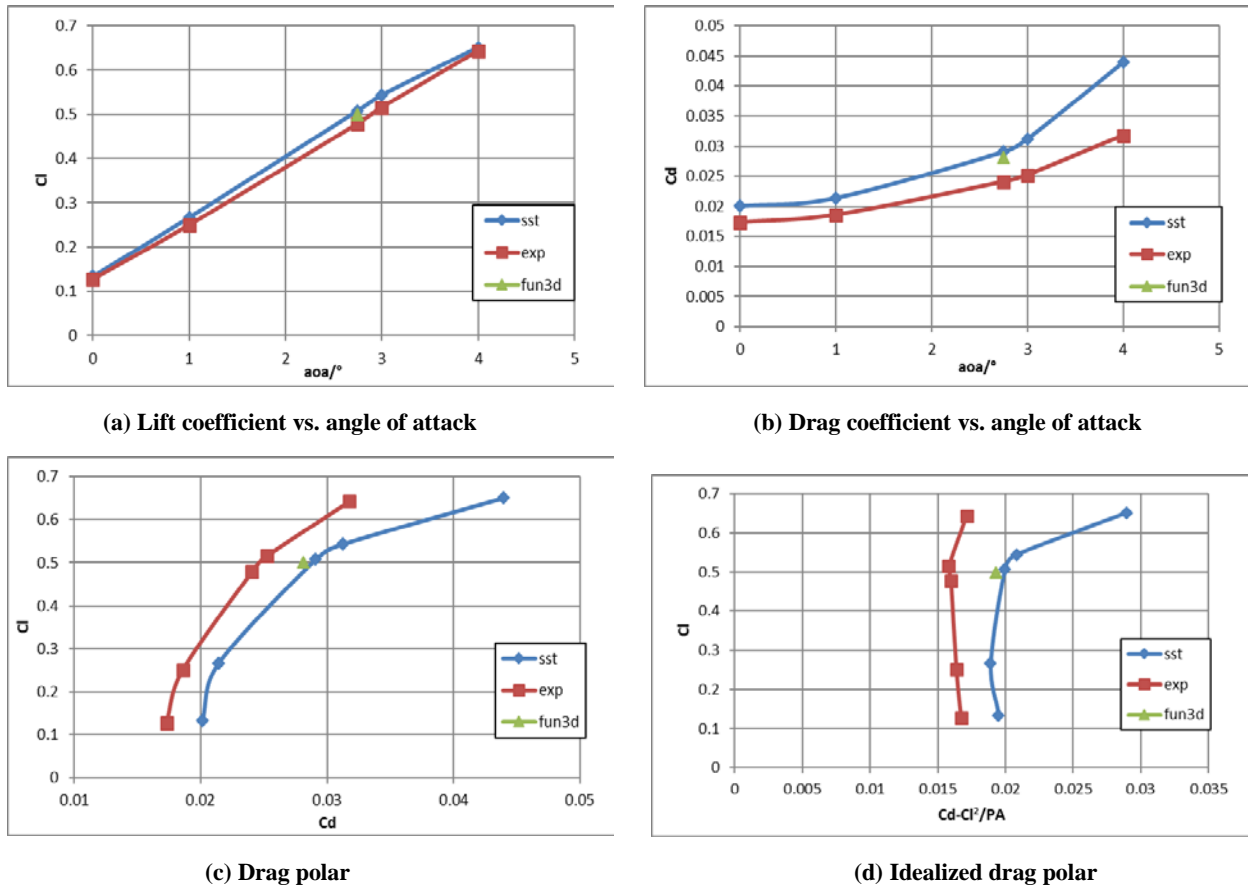 0.7
0.6
0.5
0.4
0.3
0.2
0.1
0
Cl
0 1 2 3 4 5
aoa/°
sst
exp
fun3d
(a) Lift coefficient vs. angle of attack
0.05
0.045
0.04
0.035
0.03
0.025
0.02
0.015
0.01
0.005
0
Cd
0 1 2 3 4 5
aoa/°
sst
exp
fun3d
(b) Drag coefficient vs. angle of attack
0.7
0.6
0.5
0.4
0.3
0.2
0.1
0
Cl
0.01 0.02 0.03 0.04 0.05
Cd
sst
exp
fun3d
(c) Drag polar
0.7
0.6
0.5
0.4
0.3
0.2
0.1
0
Cl
0 0.005 0.01 0.015 0.02 0.025 0.03 0.035
Cd-Cl²/PA
sst
exp
fun3d
(d) Idealized drag polar